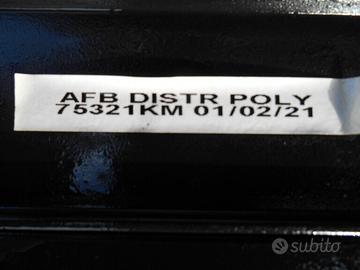 AFB DISTR POLY
75321KM 01/02/21
subito